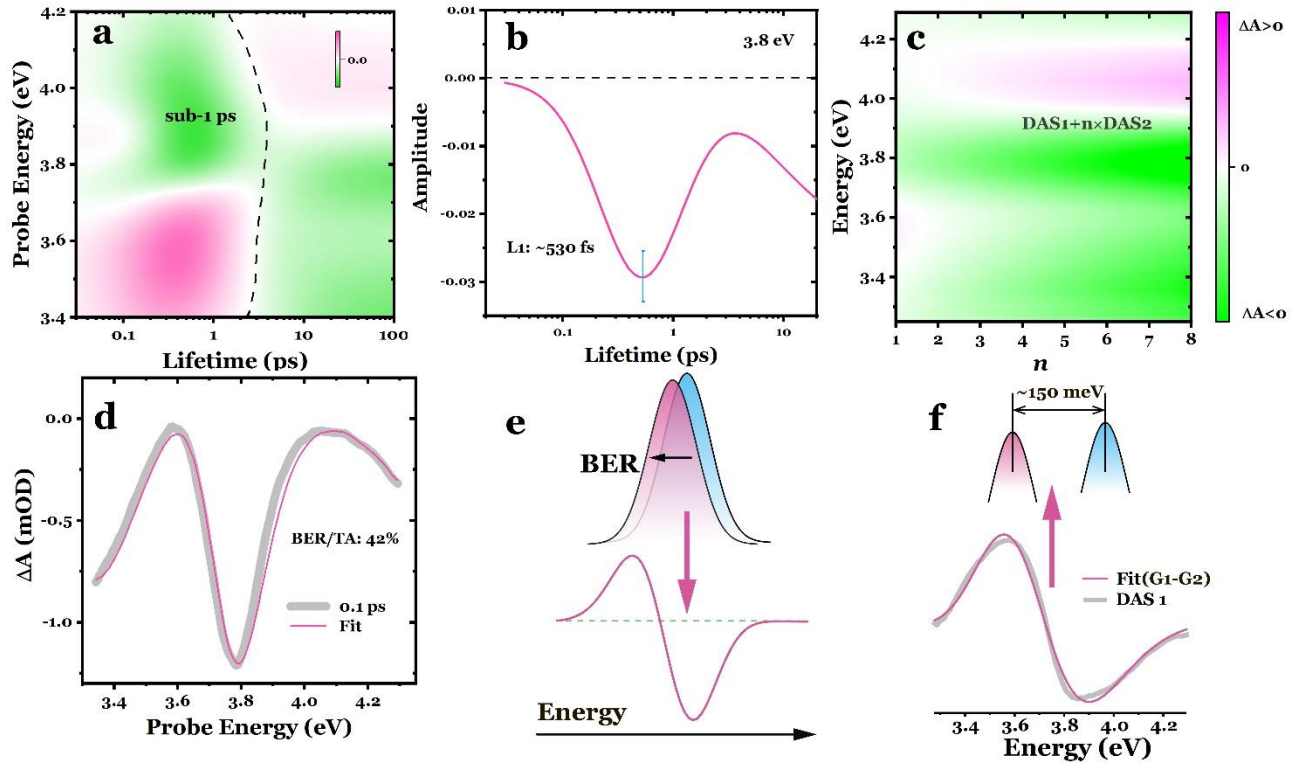 a
4.2
4.0
3.8
3.6
3.4
Probe Energy (eV)
0.0
sub-1 ps
0.1
1
10
100
Lifetime (ps)
b
0.01
0.00
-0.01
-0.02
-0.03
Amplitude
3.8 eV
L1: ~530 fs
0.1
1
10
Lifetime (ps)
c
4.2
4.0
3.8
3.6
3.4
Energy (eV)
DAS1+n×DAS2
1
2
3
4
5
6
7
8
n
ΔA>0
0
ΔA<0
d
0.0
-0.5
-1.0
ΔA (mOD)
BER/TA: 42%
0.1 ps
Fit
3.4
3.6
3.8
4.0
4.2
Probe Energy (eV)
e
BER
Energy
f
~150 meV
Fit(G1-G2)
DAS 1
3.4
3.6
3.8
4.0
4.2
Energy (eV)